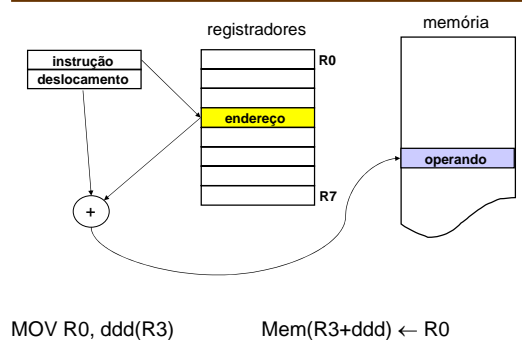 registradores
memória
R0
instrução
deslocamento
endereço
operando
R7
+
MOV R0, ddd(R3) Mem(R3+ddd) ← R0